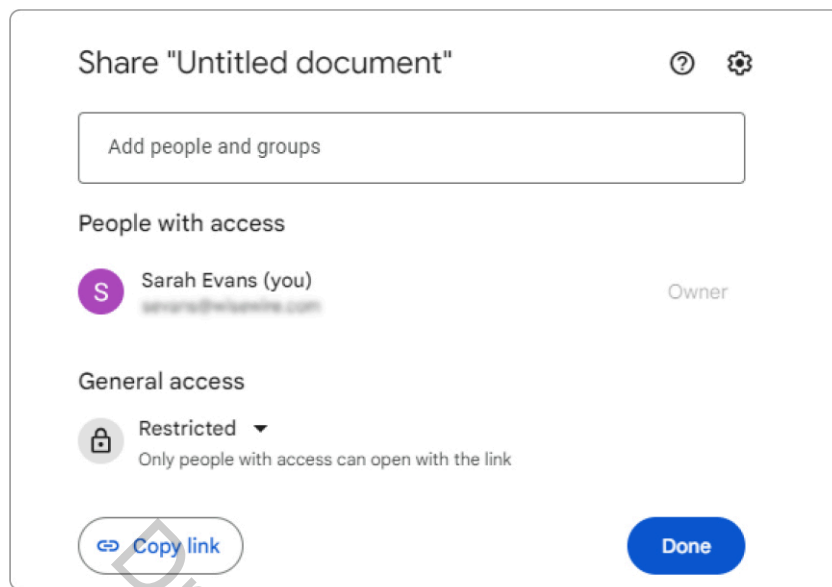 Share "Untitled document"
Add people and groups
People with access
S
Sarah Evans (you)
Owner
General access
Restricted
Only people with access can open with the link
Copy link
Done